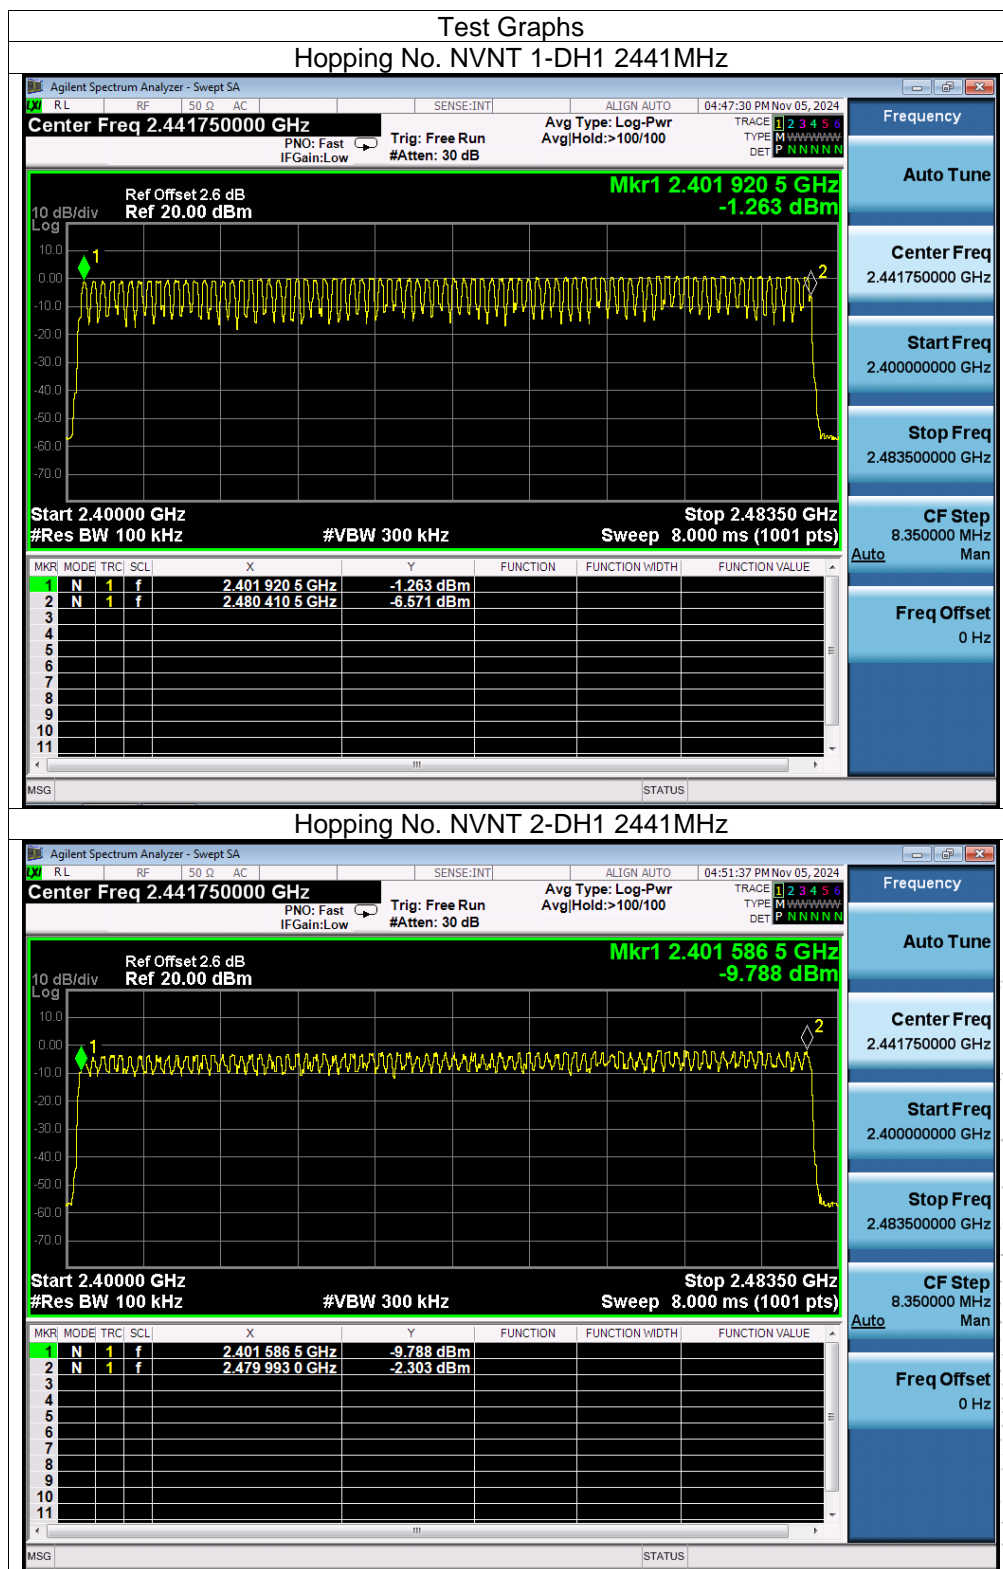 Test Graphs
Hopping No. NVNT 1-DH1 2441MHz
Agilent Spectrum Analyzer - Swept SA
LXI RL RF 50 Ω AC SENSE:INT ALIGN AUTO 04:47:30 PM Nov 05, 2024
Center Freq 2.441750000 GHz
PNO: Fast
IFGain:Low
Trig: Free Run
#Atten: 30 dB
Avg Type: Log-Pwr
Avg|Hold:>100/100
TRACE 1 2 3 4 5 6
TYPE M WWWWW
DET P N N N N N
Frequency
Auto Tune
Center Freq
2.441750000 GHz
Start Freq
2.400000000 GHz
Stop Freq
2.483500000 GHz
CF Step
8.350000 MHz
Auto Man
Freq Offset
0 Hz
Mkr1 2.401 920 5 GHz
-1.263 dBm
Ref Offset 2.6 dB
10 dB/div Ref 20.00 dBm
Log
10.0
0.00
-10.0
-20.0
-30.0
-40.0
-50.0
-60.0
-70.0
1
2
Start 2.40000 GHz Stop 2.48350 GHz
#Res BW 100 kHz #VBW 300 kHz Sweep 8.000 ms (1001 pts)
MKR MODE TRC SCL X Y FUNCTION FUNCTION WIDTH FUNCTION VALUE
1 N 1 f 2.401 920 5 GHz -1.263 dBm
2 N 1 f 2.480 410 5 GHz -6.571 dBm
3
4
5
6
7
8
9
10
11
MSG STATUS
Hopping No. NVNT 2-DH1 2441MHz
Agilent Spectrum Analyzer - Swept SA
LXI RL RF 50 Ω AC SENSE:INT ALIGN AUTO 04:51:37 PM Nov 05, 2024
Center Freq 2.441750000 GHz
PNO: Fast
IFGain:Low
Trig: Free Run
#Atten: 30 dB
Avg Type: Log-Pwr
Avg|Hold:>100/100
TRACE 1 2 3 4 5 6
TYPE M WWWWW
DET P N N N N N
Frequency
Auto Tune
Center Freq
2.441750000 GHz
Start Freq
2.400000000 GHz
Stop Freq
2.483500000 GHz
CF Step
8.350000 MHz
Auto Man
Freq Offset
0 Hz
Mkr1 2.401 586 5 GHz
-9.788 dBm
Ref Offset 2.6 dB
10 dB/div Ref 20.00 dBm
Log
10.0
0.00
-10.0
-20.0
-30.0
-40.0
-50.0
-60.0
-70.0
1
2
Start 2.40000 GHz Stop 2.48350 GHz
#Res BW 100 kHz #VBW 300 kHz Sweep 8.000 ms (1001 pts)
MKR MODE TRC SCL X Y FUNCTION FUNCTION WIDTH FUNCTION VALUE
1 N 1 f 2.401 586 5 GHz -9.788 dBm
2 N 1 f 2.479 993 0 GHz -2.303 dBm
3
4
5
6
7
8
9
10
11
MSG STATUS